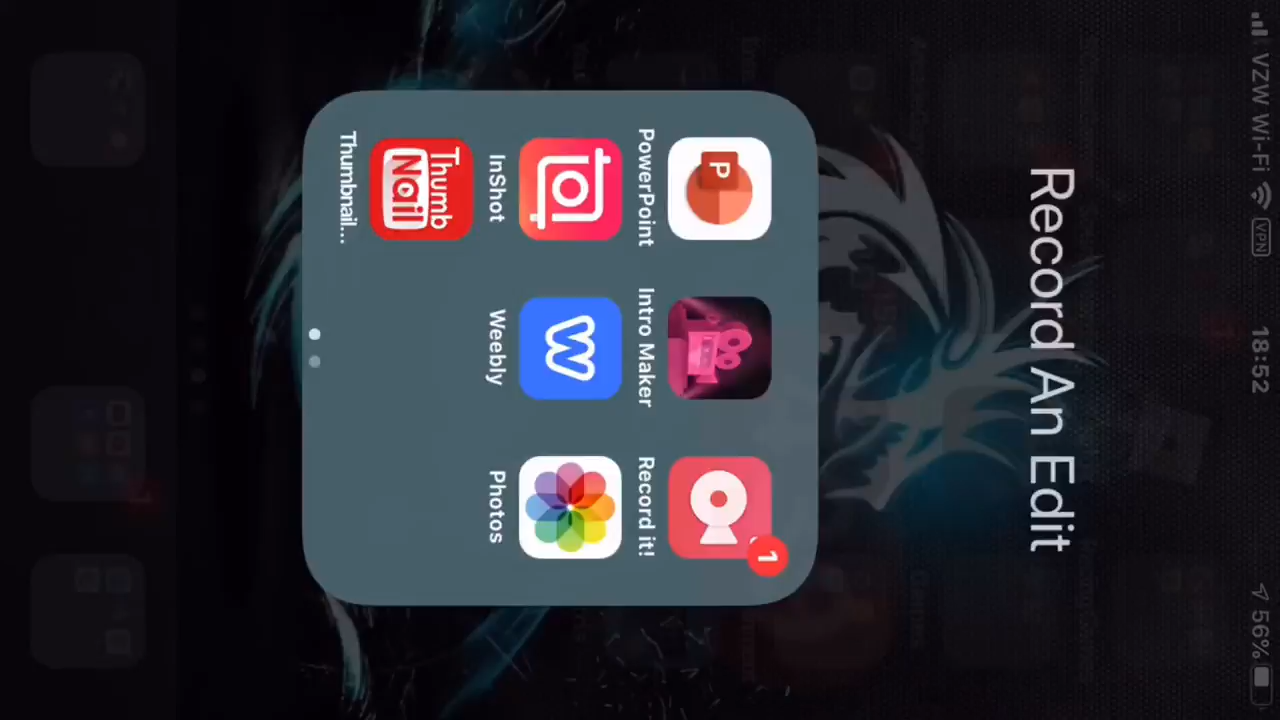 VZW Wi-Fi VPN 18:52 56%
Record An Edit
P
1
PowerPoint Intro Maker Record it!
InShot Weebly Photos
Thumb
Nail
Thumbnail...